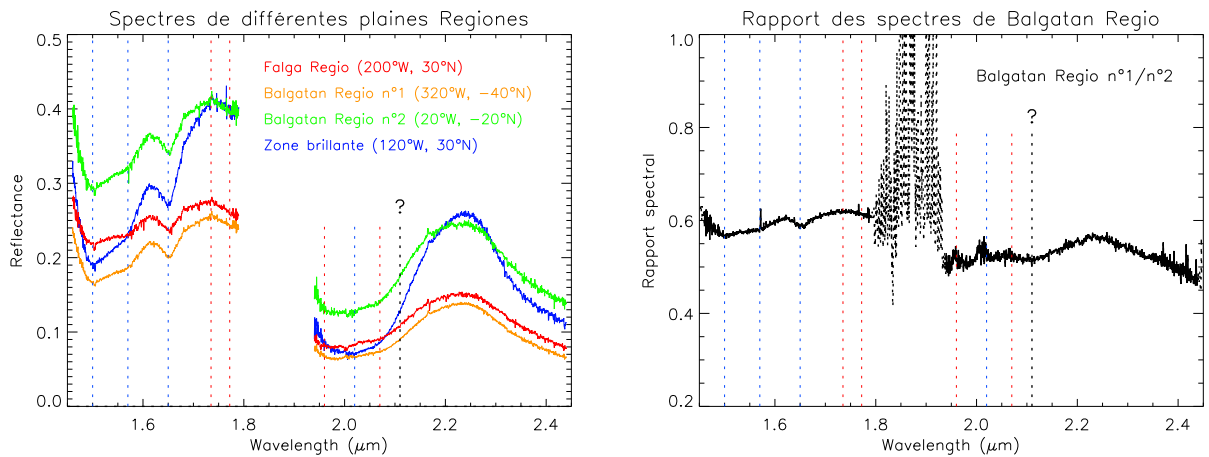 Spectres de différentes plaines Regiones
0.5
0.4
0.3
0.2
0.1
0.0
Reflectance
Falga Regio (200°W, 30°N)
Balgatan Regio n°1 (320°W, −40°N)
Balgatan Regio n°2 (20°W, −20°N)
Zone brillante (120°W, 30°N)
?
1.6
1.8
2.0
2.2
2.4
Wavelength (μm)
Rapport des spectres de Balgatan Regio
1.0
0.8
0.6
0.4
0.2
Rapport spectral
Balgatan Regio n°1/n°2
?
1.6
1.8
2.0
2.2
2.4
Wavelength (μm)